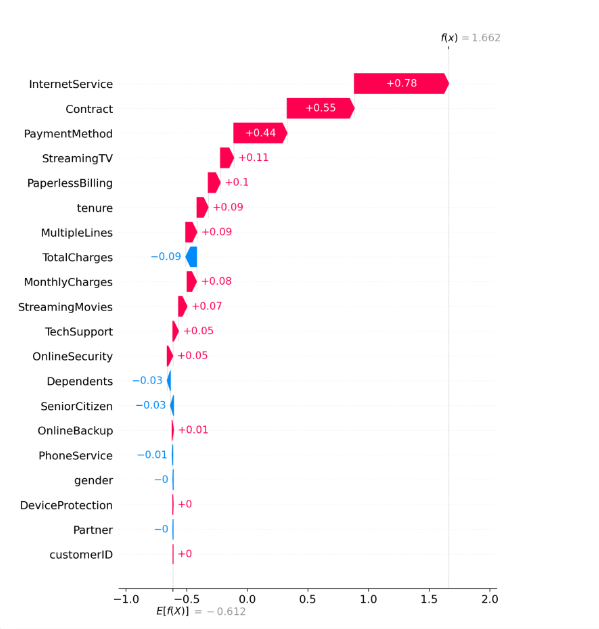 f(x) = 1.662
InternetService +0.78
Contract +0.55
PaymentMethod +0.44
StreamingTV +0.11
PaperlessBilling +0.1
tenure +0.09
MultipleLines +0.09
TotalCharges −0.09
MonthlyCharges +0.08
StreamingMovies +0.07
TechSupport +0.05
OnlineSecurity +0.05
Dependents −0.03
SeniorCitizen −0.03
OnlineBackup +0.01
PhoneService −0.01
gender −0
DeviceProtection +0
Partner −0
customerID +0
−1.0 −0.5 0.0 0.5 1.0 1.5 2.0
E[f(X)] = −0.612